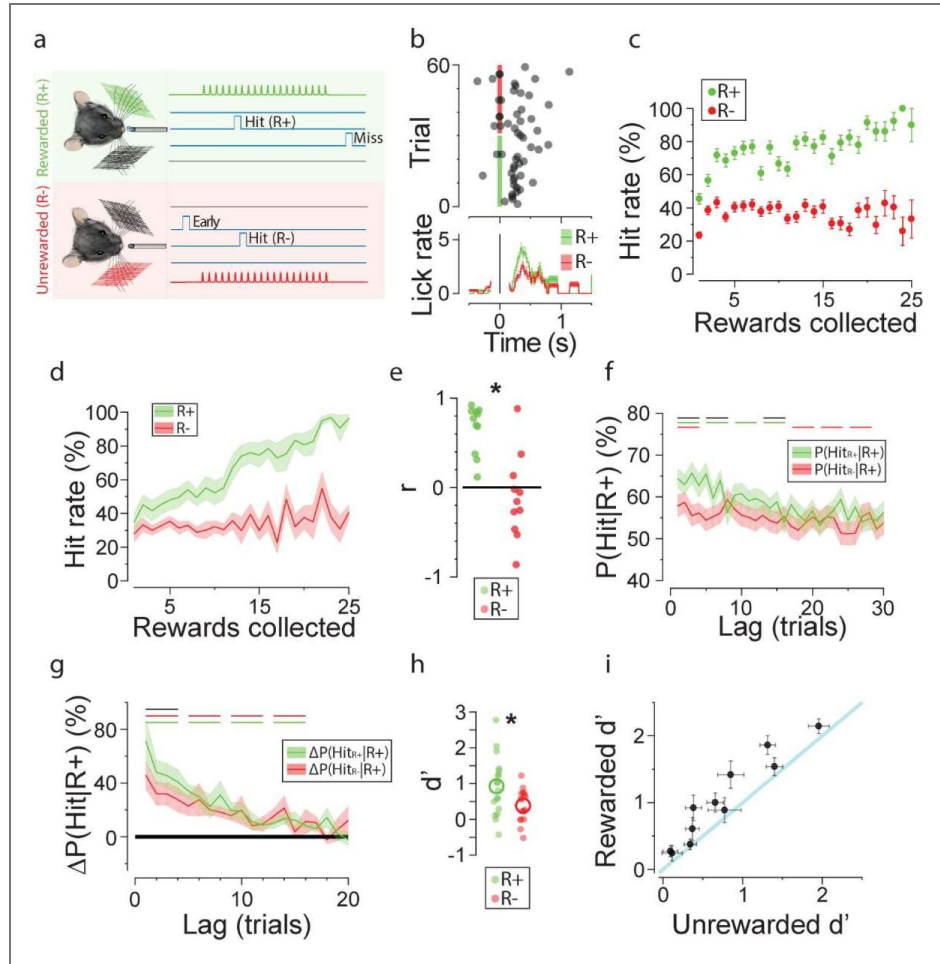 a
Rewarded (R+)
Hit (R+)
Miss
Unrewarded (R-)
Early
Hit (R-)
b
Trial
60
0
Lick rate
5
0
R+
R-
0
1
Time (s)
c
Hit rate (%)
R+
R-
100
80
60
40
20
0
5
15
25
Rewards collected
d
Hit rate (%)
R+
R-
100
80
60
40
20
0
5
15
25
Rewards collected
e
*
r
1
0
-1
R+
R-
f
P(Hit|R+) (%)
80
70
60
50
40
P(HitR+|R+)
P(HitR-|R+)
0
10
20
30
Lag (trials)
g
ΔP(Hit|R+) (%)
80
40
0
ΔP(HitR+|R+)
ΔP(HitR-|R+)
0
10
20
Lag (trials)
h
*
d'
3
2
1
0
-1
R+
R-
i
Rewarded d'
2
1
0
0
1
2
Unrewarded d'